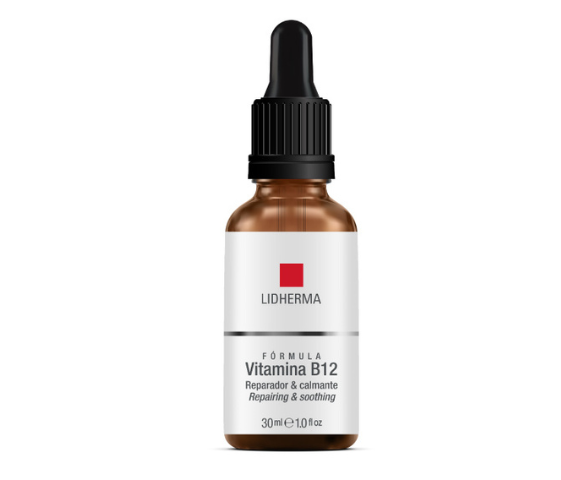 LIDHERMA
FÓRMULA
Vitamina B12
Reparador & calmante
Repairing & soothing
30 ml ℮ 1.0 fl oz